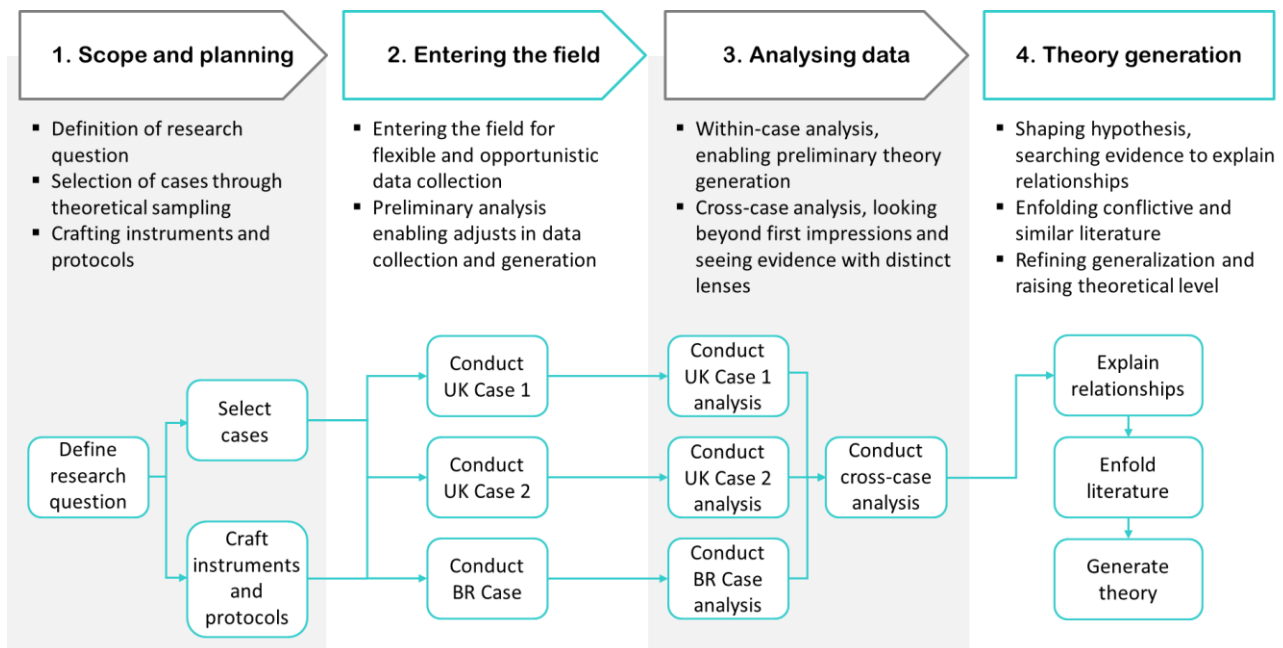 1. Scope and planning
2. Entering the field
3. Analysing data
4. Theory generation
▪ Definition of research
question
▪ Selection of cases through
theoretical sampling
▪ Crafting instruments and
protocols
▪ Entering the field for
flexible and opportunistic
data collection
▪ Preliminary analysis
enabling adjusts in data
collection and generation
▪ Within-case analysis,
enabling preliminary theory
generation
▪ Cross-case analysis, looking
beyond first impressions and
seeing evidence with distinct
lenses
▪ Shaping hypothesis,
searching evidence to explain
relationships
▪ Enfolding conflictive and
similar literature
▪ Refining generalization and
raising theoretical level
Define
research
question
Select
cases
Craft
instruments
and
protocols
Conduct
UK Case 1
Conduct
UK Case 2
Conduct
BR Case
Conduct
UK Case 1
analysis
Conduct
UK Case 2
analysis
Conduct
BR Case
analysis
Conduct
cross-case
analysis
Explain
relationships
Enfold
literature
Generate
theory